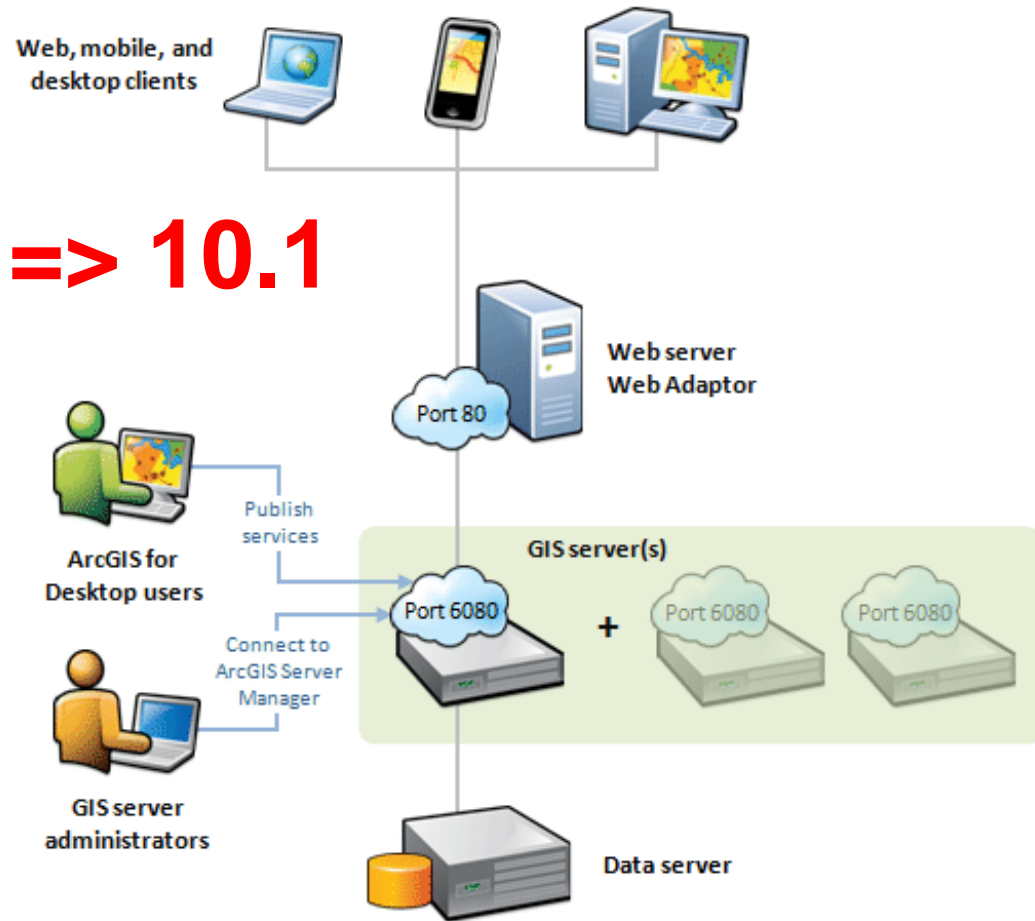 Web, mobile, and
desktop clients
=> 10.1
Web server
Web Adaptor
Port 80
Publish
services
ArcGIS for
Desktop users
GIS server(s)
Port 6080
+
Port 6080
Port 6080
Connect to
ArcGIS Server
Manager
GIS server
administrators
Data server